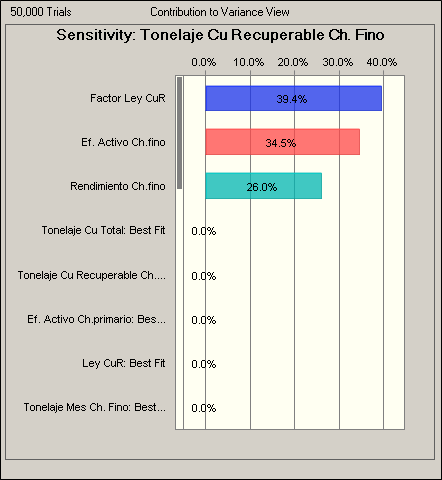 50,000 Trials Contribution to Variance View
Sensitivity: Tonelaje Cu Recuperable Ch. Fino
0.0% 10.0% 20.0% 30.0% 40.0%
Factor Ley CuR 39.4%
Ef. Activo Ch.fino 34.5%
Rendimiento Ch.fino 26.0%
Tonelaje Cu Total: Best Fit 0.0%
Tonelaje Cu Recuperable Ch.... 0.0%
Ef. Activo Ch.primario: Bes... 0.0%
Ley CuR: Best Fit 0.0%
Tonelaje Mes Ch. Fino: Best... 0.0%